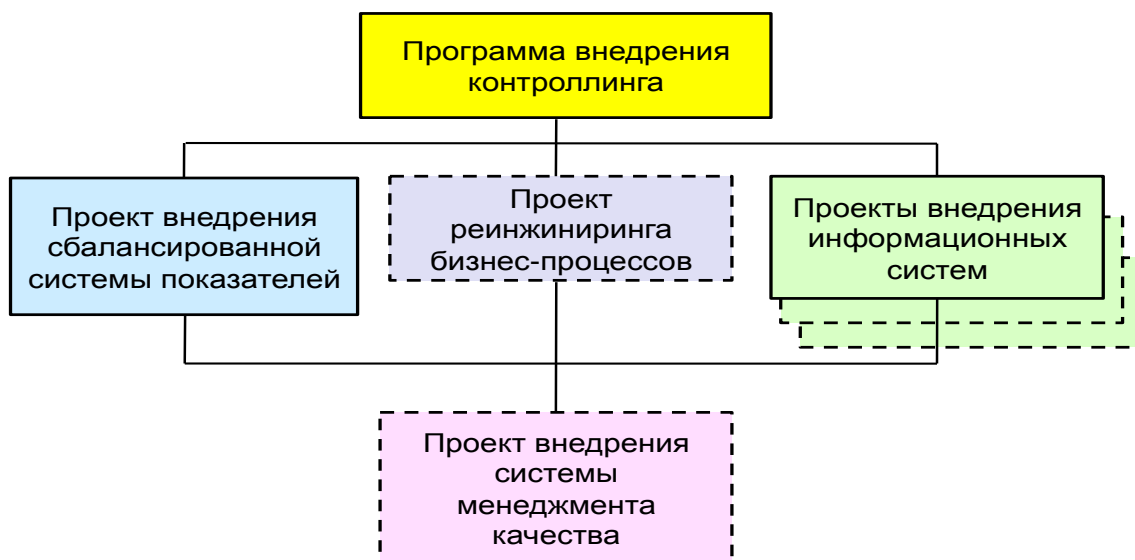 Программа внедрения
контроллинга
Проект внедрения
сбалансированной
системы показателей
Проект
реинжиниринга
бизнес-процессов
Проекты внедрения
информационных
систем
Проект внедрения
системы
менеджмента
качества